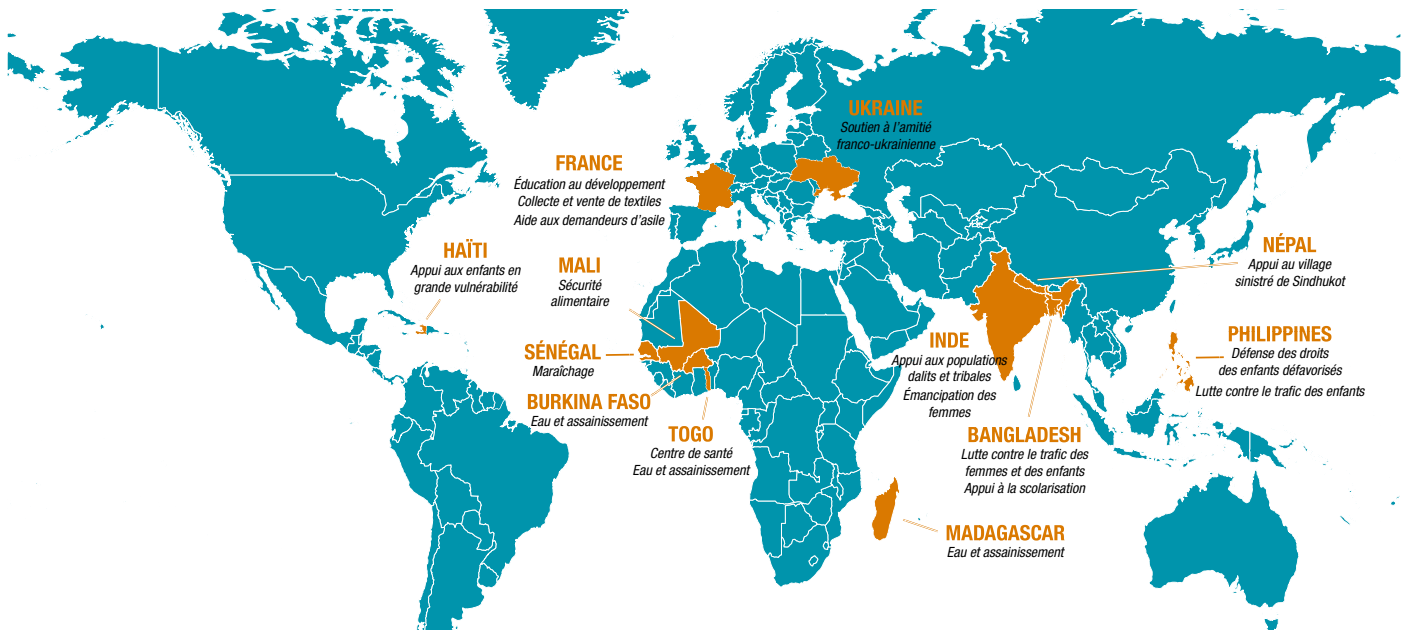 UKRAINE
Soutien à l'amitié
franco-ukrainienne
FRANCE
Éducation au développement
Collecte et vente de textiles
Aide aux demandeurs d'asile
HAÏTI
Appui aux enfants en
grande vulnérabilité
MALI
Sécurité
alimentaire
NÉPAL
Appui au village
sinistré de Sindhukot
SÉNÉGAL
Maraîchage
INDE
Appui aux populations
dalits et tribales
Émancipation des
femmes
PHILIPPINES
Défense des droits
des enfants défavorisés
Lutte contre le trafic des enfants
BURKINA FASO
Eau et assainissement
TOGO
Centre de santé
Eau et assainissement
BANGLADESH
Lutte contre le trafic des
femmes et des enfants
Appui à la scolarisation
MADAGASCAR
Eau et assainissement